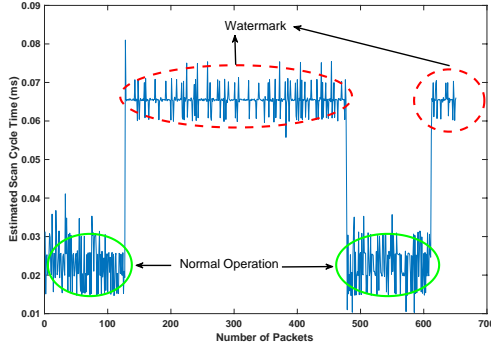 0.09
0.08
0.07
0.06
0.05
0.04
0.03
0.02
0.01
Estimated Scan Cycle Time (ms)
Watermark
Normal Operation
0 100 200 300 400 500 600 700
Number of Packets